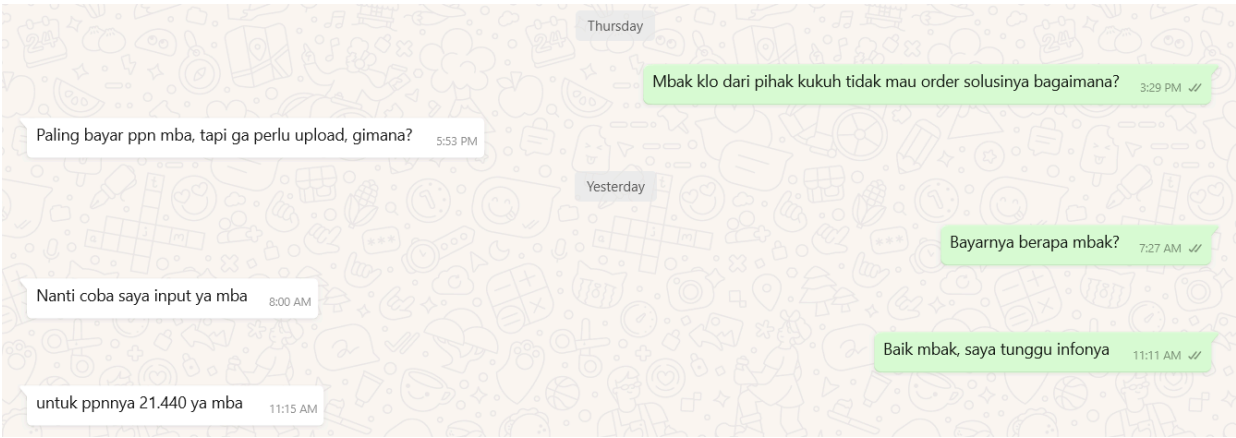 Thursday
Mbak klo dari pihak kukuh tidak mau order solusinya bagaimana? 3:29 PM
Paling bayar ppn mba, tapi ga perlu upload, gimana? 5:53 PM
Yesterday
Bayarnya berapa mbak? 7:27 AM
Nanti coba saya input ya mba 8:00 AM
Baik mbak, saya tunggu infonya 11:11 AM
untuk ppnnya 21.440 ya mba 11:15 AM